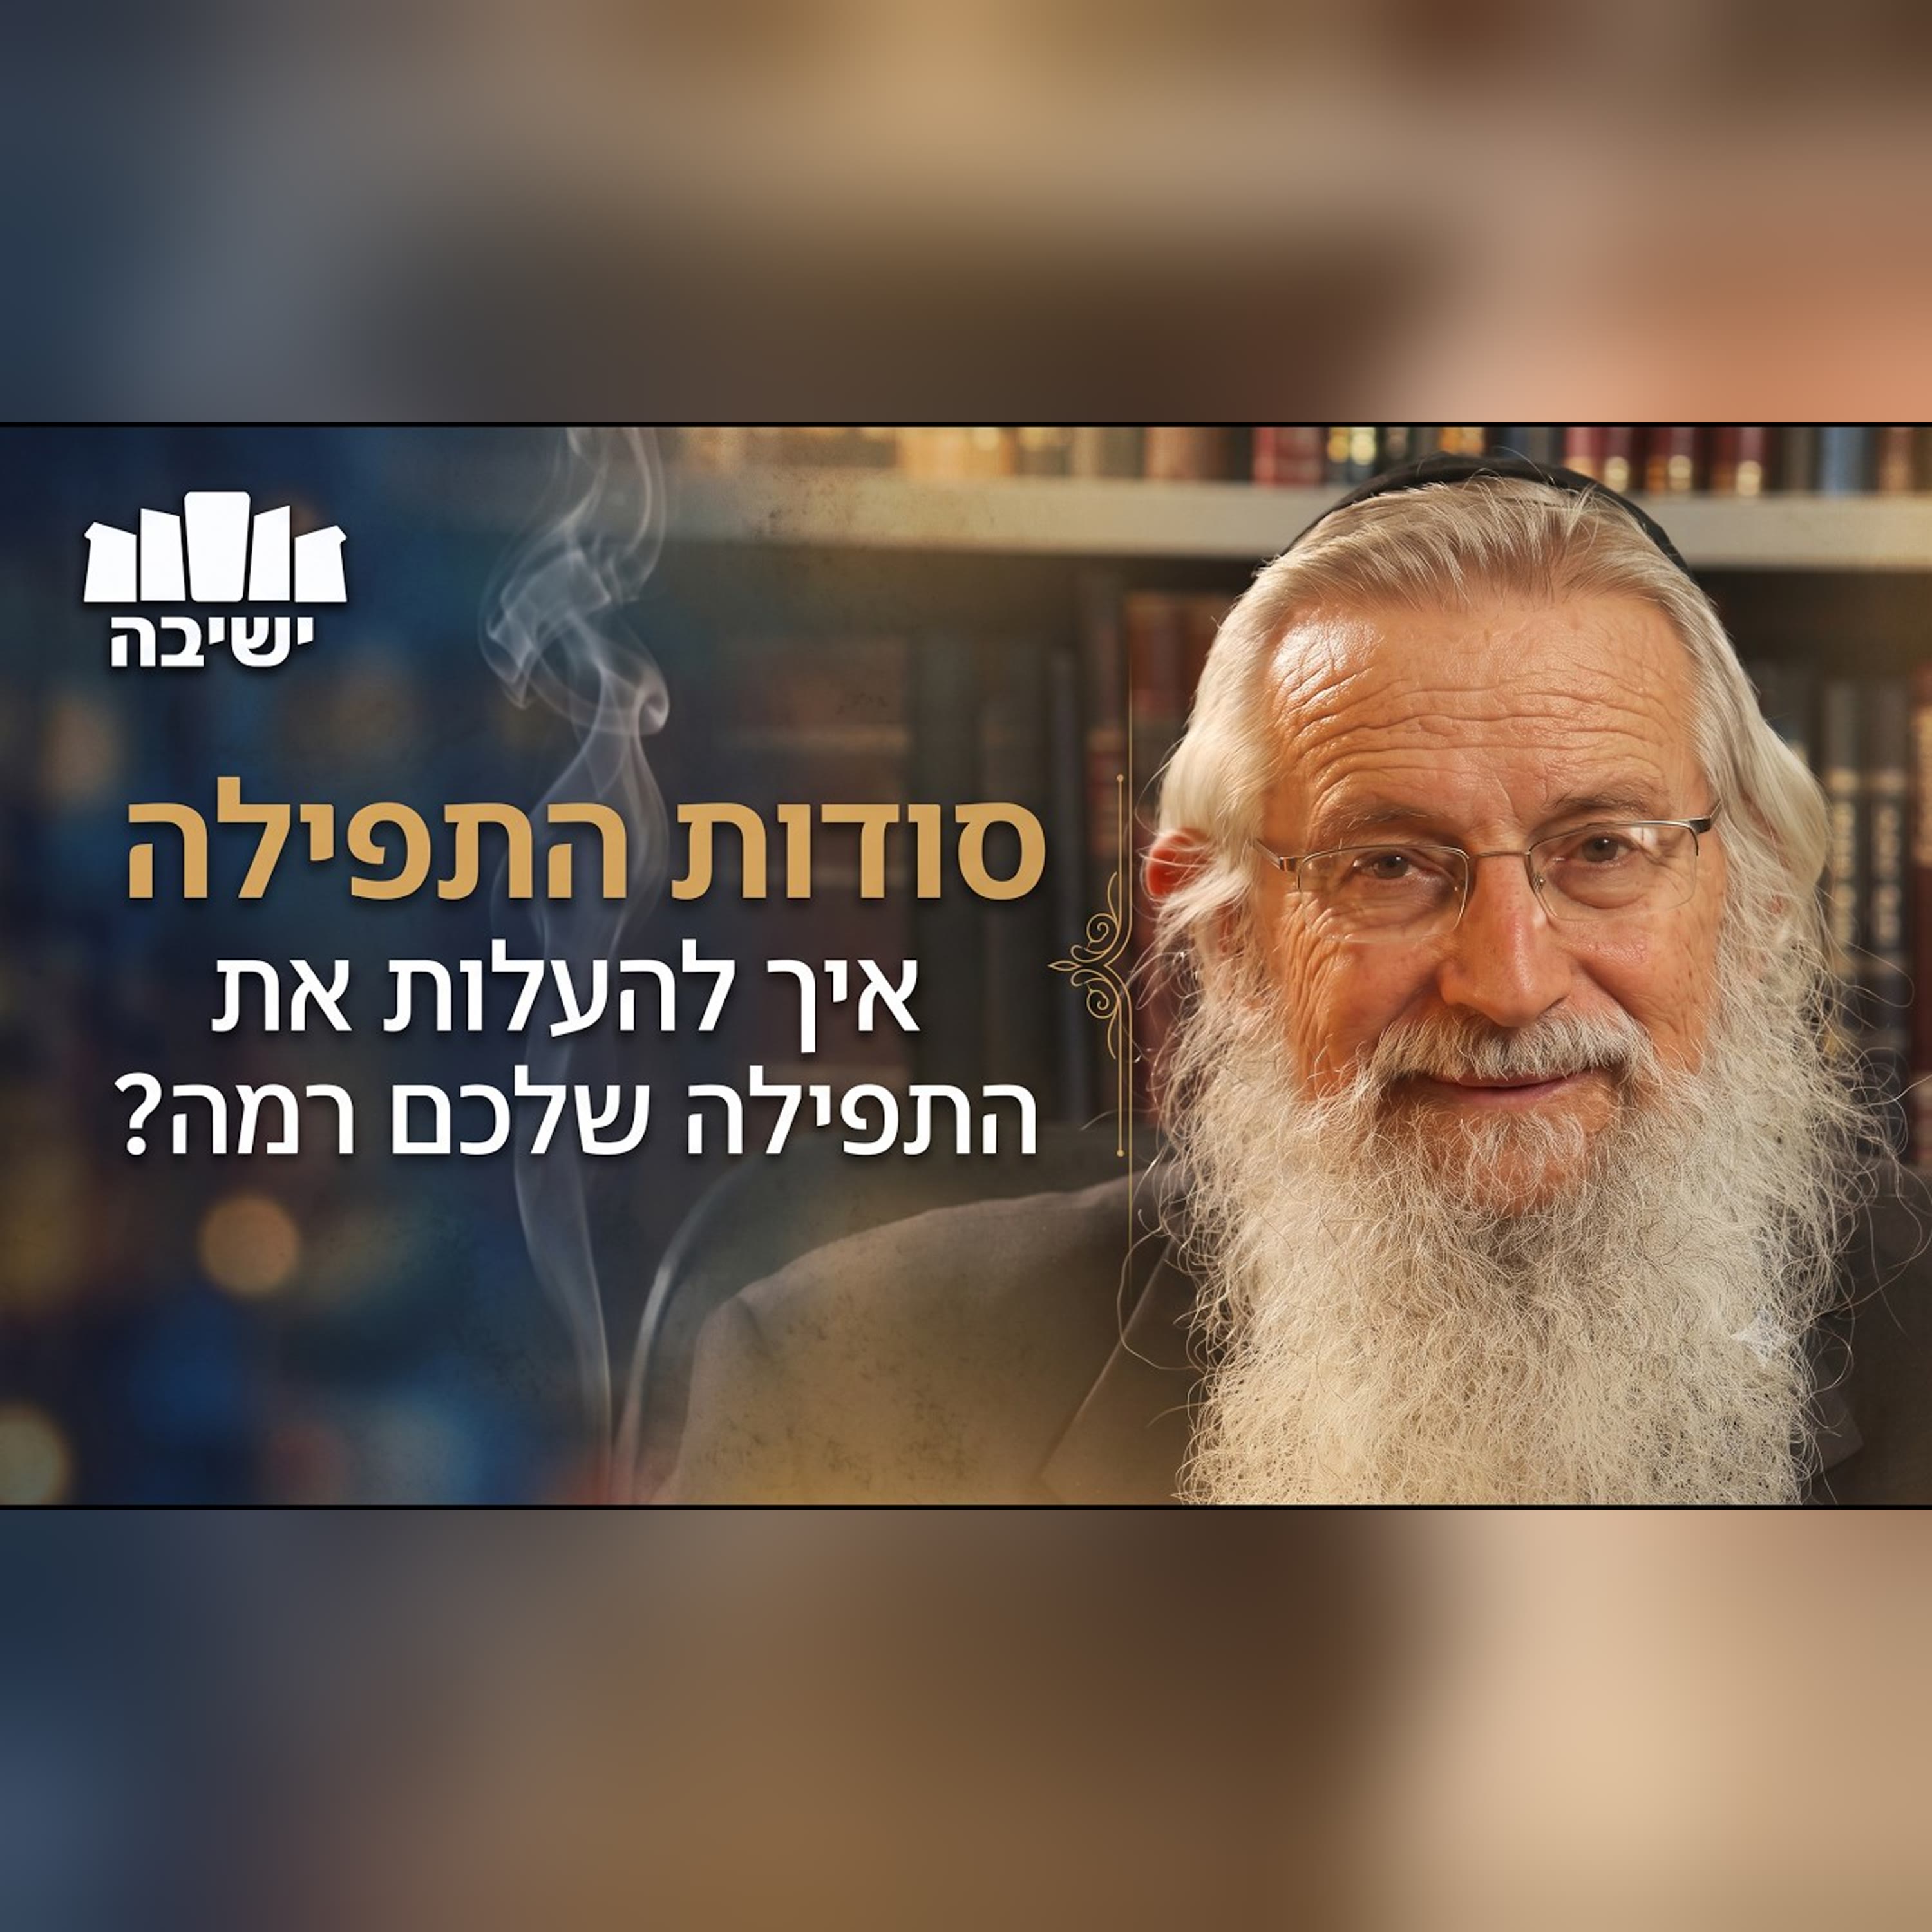 ישיבה
סודות התפילה
איך להעלות את
התפילה שלכם רמה?